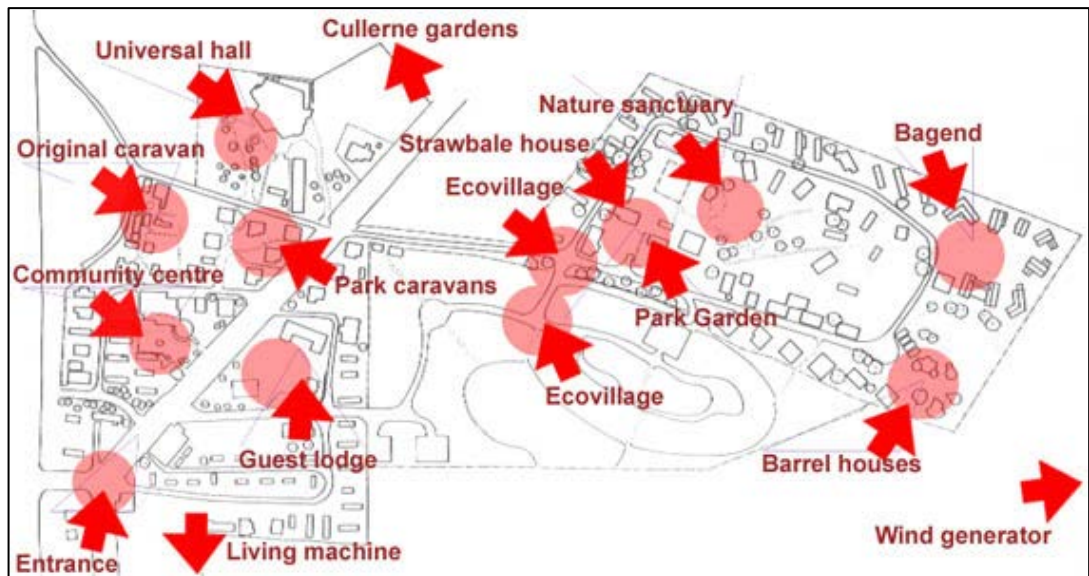 Cullerne gardens
Universal hall
Nature sanctuary
Strawbale house
Bagend
Original caravan
Ecovillage
Community centre
Park caravans
Park Garden
Ecovillage
Guest lodge
Barrel houses
Wind generator
Living machine
Entrance